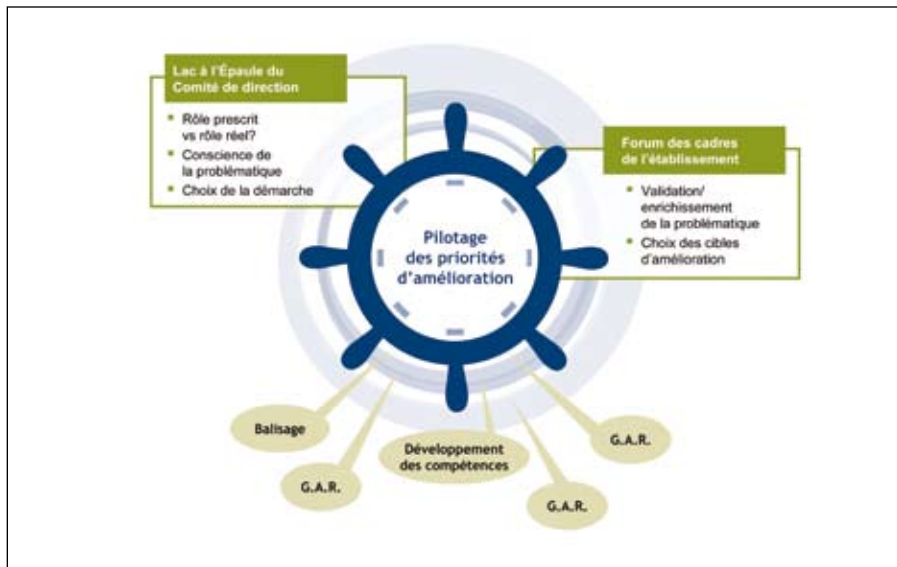 Lac à l'Épaule du
Comité de direction
Rôle prescrit
vs rôle réel?
Conscience de
la problématique
Choix de la démarche
Forum des cadres
de l'établissement
Validation/
enrichissement
de la problématique
Choix des cibles
d'amélioration
Pilotage
des priorités
d'amélioration
Balisage
G.A.R.
Développement
des compétences
G.A.R.
G.A.R.